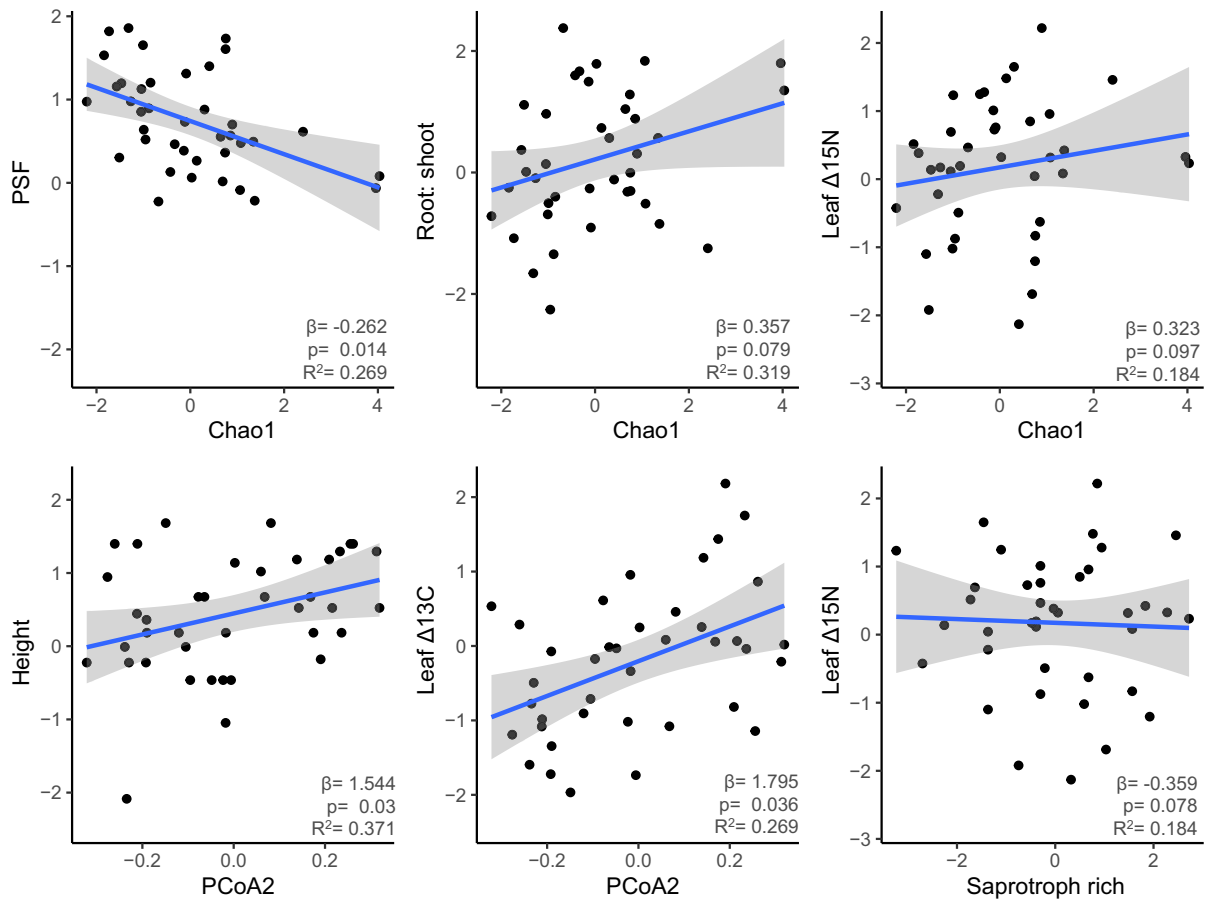 2
1
0
−1
−2
PSF
β= -0.262
p= 0.014
R²= 0.269
−2 0 2 4
Chao1
2
0
−2
Root: shoot
β= 0.357
p= 0.079
R²= 0.319
−2 0 2 4
Chao1
2
1
0
−1
−2
−3
Leaf Δ15N
β= 0.323
p= 0.097
R²= 0.184
−2 0 2 4
Chao1
2
1
0
−1
−2
Height
β= 1.544
p= 0.03
R²= 0.371
−0.2 0.0 0.2
PCoA2
2
1
0
−1
−2
Leaf Δ13C
β= 1.795
p= 0.036
R²= 0.269
−0.2 0.0 0.2
PCoA2
2
1
0
−1
−2
−3
Leaf Δ15N
β= -0.359
p= 0.078
R²= 0.184
−2 0 2
Saprotroph rich